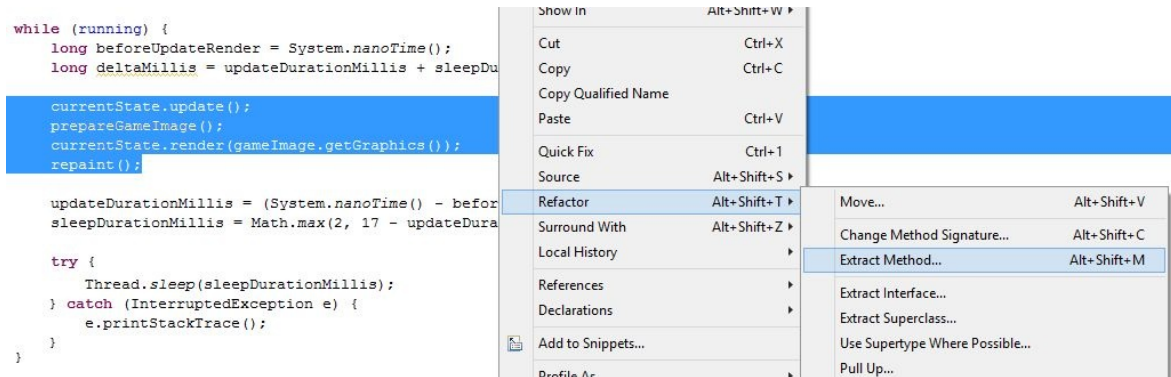 while (running) {
long beforeUpdateRender = System.nanoTime();
long deltaMillis = updateDurationMillis + sleepDu
currentState.update();
prepareGameImage();
currentState.render(gameImage.getGraphics());
repaint();
updateDurationMillis = (System.nanoTime() - befor
sleepDurationMillis = Math.max(2, 17 - updateDura
try {
Thread.sleep(sleepDurationMillis);
} catch (InterruptedException e) {
e.printStackTrace();
}
}
Show In Alt+Shift+W
Cut Ctrl+X
Copy Ctrl+C
Copy Qualified Name
Paste Ctrl+V
Quick Fix Ctrl+1
Source Alt+Shift+S
Refactor Alt+Shift+T
Surround With Alt+Shift+Z
Local History
References
Declarations
Add to Snippets...
Profile As
Move... Alt+Shift+V
Change Method Signature... Alt+Shift+C
Extract Method... Alt+Shift+M
Extract Interface...
Extract Superclass...
Use Supertype Where Possible...
Pull Up...